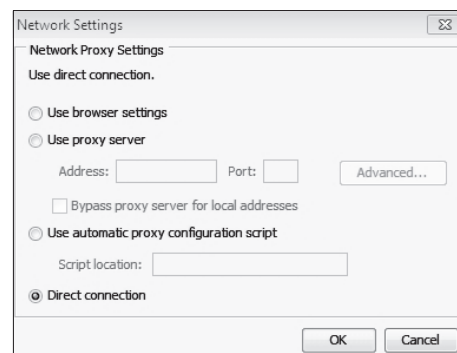 Network Settings
Network Proxy Settings
Use direct connection.
Use browser settings
Use proxy server
Address: Port: Advanced...
Bypass proxy server for local addresses
Use automatic proxy configuration script
Script location:
Direct connection
OK Cancel